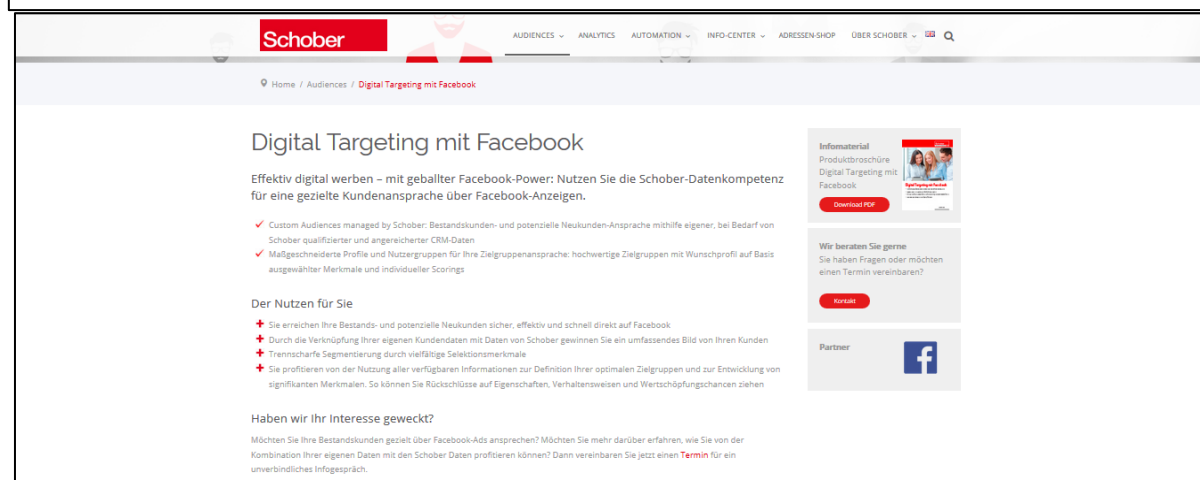 Schober
AUDIENCES ANALYTICS AUTOMATION INFO-CENTER ADRESSEN-SHOP ÜBER SCHOBER
Home / Audiences / Digital Targeting mit Facebook
Digital Targeting mit Facebook
Effektiv digital werben – mit geballter Facebook-Power: Nutzen Sie die Schober-Datenkompetenz
für eine gezielte Kundenansprache über Facebook-Anzeigen.
Custom Audiences managed by Schober: Bestandskunden- und potenzielle Neukunden-Ansprache mithilfe eigener, bei Bedarf von
Schober qualifizierter und angereicherter CRM-Daten
Maßgeschneiderte Profile und Nutzergruppen für Ihre Zielgruppenansprache: hochwertige Zielgruppen mit Wunschprofil auf Basis
ausgewählter Merkmale und individueller Scorings
Der Nutzen für Sie
Sie erreichen Ihre Bestands- und potenzielle Neukunden sicher, effektiv und schnell direkt auf Facebook
Durch die Verknüpfung Ihrer eigenen Kundendaten mit Daten von Schober gewinnen Sie ein umfassendes Bild von Ihren Kunden
Trennscharfe Segmentierung durch vielfältige Selektionsmerkmale
Sie profitieren von der Nutzung aller verfügbaren Informationen zur Definition Ihrer optimalen Zielgruppen und zur Entwicklung von
signifikanten Merkmalen. So können Sie Rückschlüsse auf Eigenschaften, Verhaltensweisen und Wertschöpfungschancen ziehen
Haben wir Ihr Interesse geweckt?
Möchten Sie Ihre Bestandskunden gezielt über Facebook-Ads ansprechen? Möchten Sie mehr darüber erfahren, wie Sie von der
Kombination Ihrer eigenen Daten mit den Schober Daten profitieren können? Dann vereinbaren Sie jetzt einen Termin für ein
unverbindliches Infogespräch.
Infomaterial
Produktbroschüre
Digital Targeting mit
Facebook
Download PDF
Digital Targeting mit Facebook
Wir beraten Sie gerne
Sie haben Fragen oder möchten
einen Termin vereinbaren?
Kontakt
Partner
f